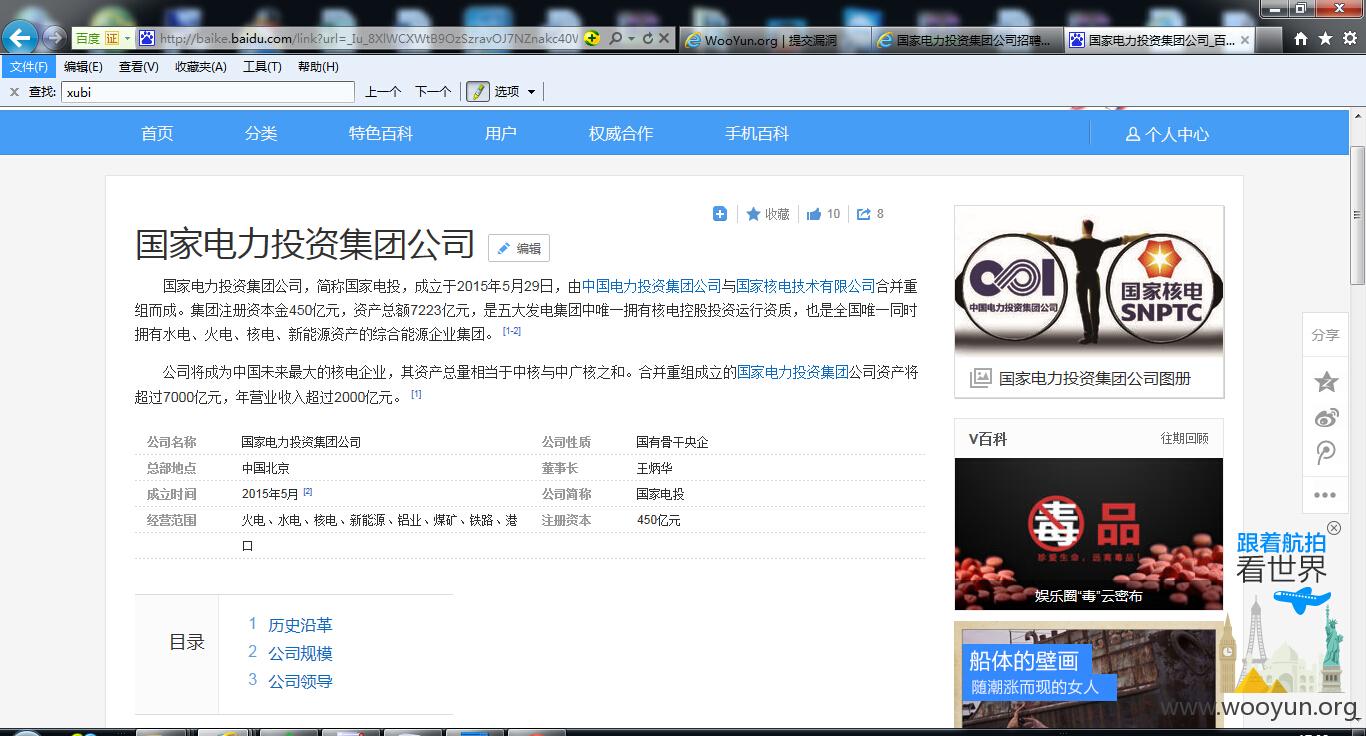 百度 证 http://baike.baidu.com/link?url=_Iu_8XlWCXWtB9OzSzravOJ7NZnakc40V
WooYun.org | 提交漏洞
国家电力投资集团公司招聘...
国家电力投资集团公司_百...
文件(F) 编辑(E) 查看(V) 收藏夹(A) 工具(T) 帮助(H)
查找: xubi 上一个 下一个 选项
首页 分类 特色百科 用户 权威合作 手机百科 个人中心
收藏 10 8
国家电力投资集团公司 编辑
国家电力投资集团公司，简称国家电投，成立于2015年5月29日，由中国电力投资集团公司与国家核电技术有限公司合并重
组而成。集团注册资本金450亿元，资产总额7223亿元，是五大发电集团中唯一拥有核电控股投资运行资质，也是全国唯一同时
拥有水电、火电、核电、新能源资产的综合能源企业集团。 [1-2]
公司将成为中国未来最大的核电企业，其资产总量相当于中核与中广核之和。合并重组成立的国家电力投资集团公司资产将
超过7000亿元，年营业收入超过2000亿元。 [1]
公司名称 国家电力投资集团公司 公司性质 国有骨干央企
总部地点 中国北京 董事长 王炳华
成立时间 2015年5月 [2] 公司简称 国家电投
经营范围 火电、水电、核电、新能源、铝业、煤矿、铁路、港 注册资本 450亿元
口
目录
1 历史沿革
2 公司规模
3 公司领导
中国电力投资集团公司
国家核电
SNPTC
国家电力投资集团公司图册
V百科 往期回顾
毒品
珍爱生命，远离毒品!
娱乐圈“毒”云密布
船体的壁画
随潮涨而现的女人
分享
跟着航拍
看世界
www.wooyun.org